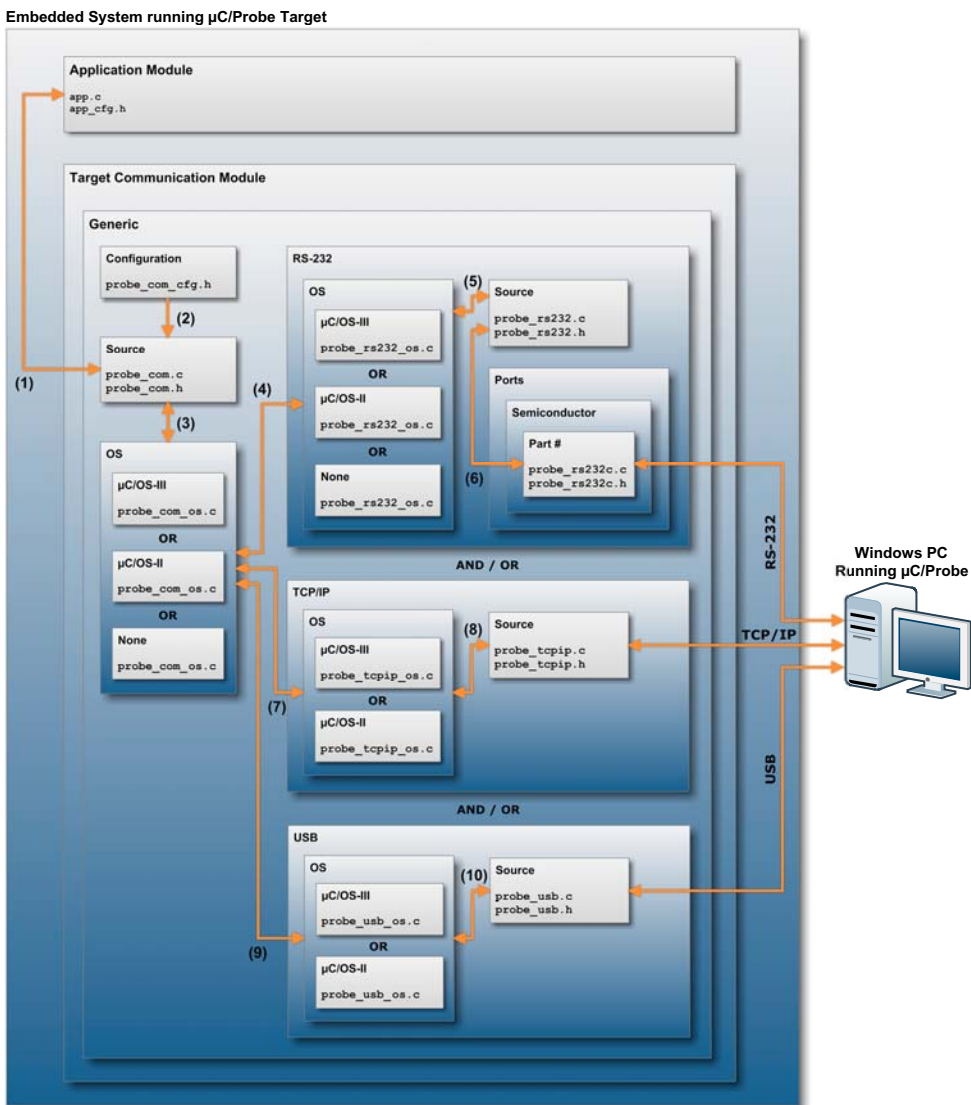 Embedded System running µC/Probe Target
Application Module
app.c
app_cfg.h
(1)
Target Communication Module
Generic
Configuration
probe_com_cfg.h
(2)
Source
probe_com.c
probe_com.h
(3)
OS
µC/OS-III
probe_com_os.c
OR
µC/OS-II
probe_com_os.c
OR
None
probe_com_os.c
(4)
RS-232
OS
µC/OS-III
probe_rs232_os.c
OR
µC/OS-II
probe_rs232_os.c
OR
None
probe_rs232_os.c
(5)
Source
probe_rs232.c
probe_rs232.h
Ports
Semiconductor
Part #
probe_rs232c.c
probe_rs232c.h
(6)
AND / OR
TCP/IP
OS
µC/OS-III
probe_tcpip_os.c
OR
µC/OS-II
probe_tcpip_os.c
(7)
(8)
Source
probe_tcpip.c
probe_tcpip.h
AND / OR
USB
OS
µC/OS-III
probe_usb_os.c
OR
µC/OS-II
probe_usb_os.c
(9)
(10)
Source
probe_usb.c
probe_usb.h
RS-232
TCP/IP
USB
Windows PC
Running µC/Probe